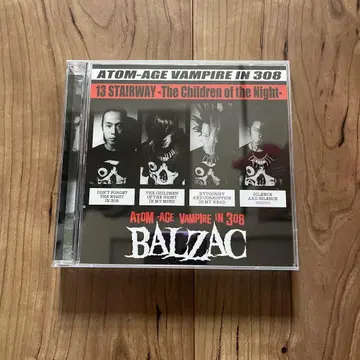 ATOM-AGE VAMPIRE IN 308
13 STAIRWAY -The Children of the Night-
DON'T FORGET
THE NIGHT
IN 308
THE CHILDREN
OF THE NIGHT
IN MY MIND
HYPOCRISY
AND CORRUPTION
IN MY HEAD
SILENCE
AND SILENCE
ATOM-AGE VAMPIRE IN 308
BALZAC